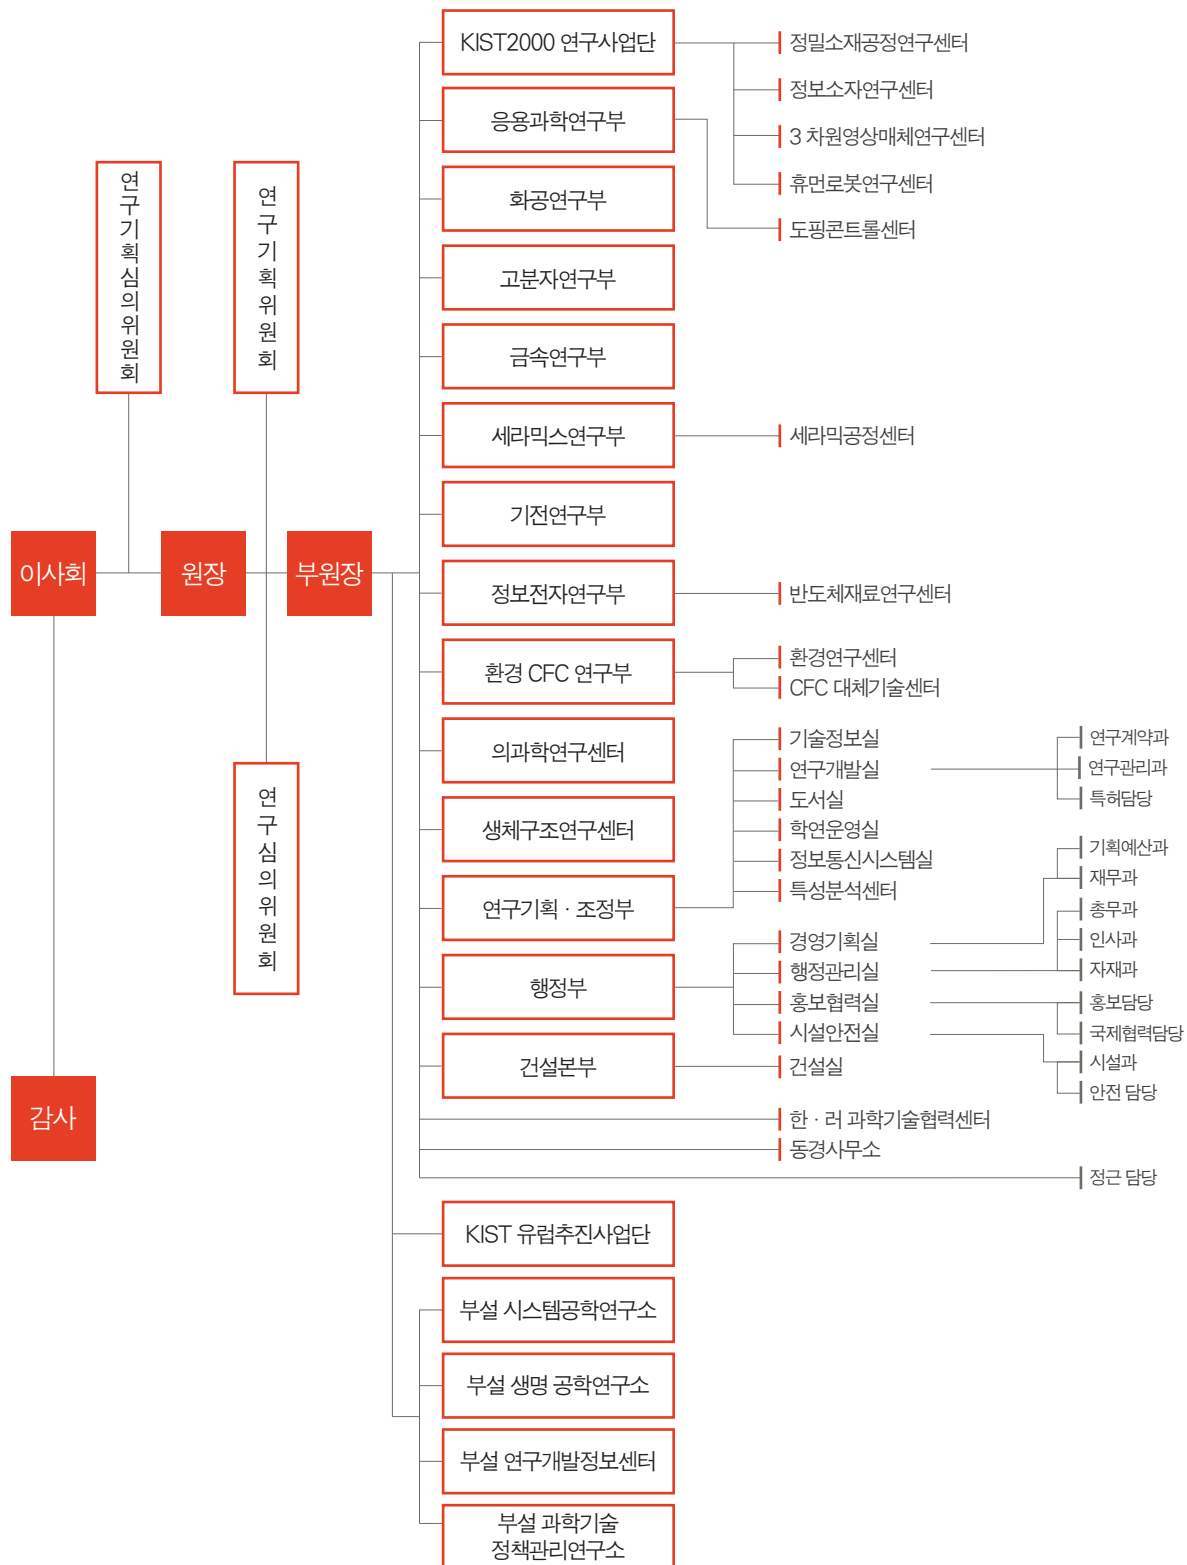 연구기획심의위원회
연구기획위원회
이사회
원장
부원장
연구심의위원회
감사
KIST2000 연구사업단
정밀소재공정연구센터
정보소자연구센터
3 차원영상매체연구센터
휴먼로봇연구센터
응용과학연구부
도핑콘트롤센터
화공연구부
고분자연구부
금속연구부
세라믹스연구부
세라믹공정센터
기전연구부
정보전자연구부
반도체재료연구센터
환경 CFC 연구부
환경연구센터
CFC 대체기술센터
의과학연구센터
생체구조연구센터
연구기획 · 조정부
기술정보실
연구개발실
연구계약과
연구관리과
특허담당
도서실
학연운영실
정보통신시스템실
특성분석센터
행정부
경영기획실
기획예산과
재무과
행정관리실
총무과
인사과
자재과
홍보협력실
홍보담당
국제협력담당
시설안전실
시설과
안전 담당
건설본부
건설실
한 · 러 과학기술협력센터
동경사무소
정근 담당
KIST 유럽추진사업단
부설 시스템공학연구소
부설 생명 공학연구소
부설 연구개발정보센터
부설 과학기술
정책관리연구소